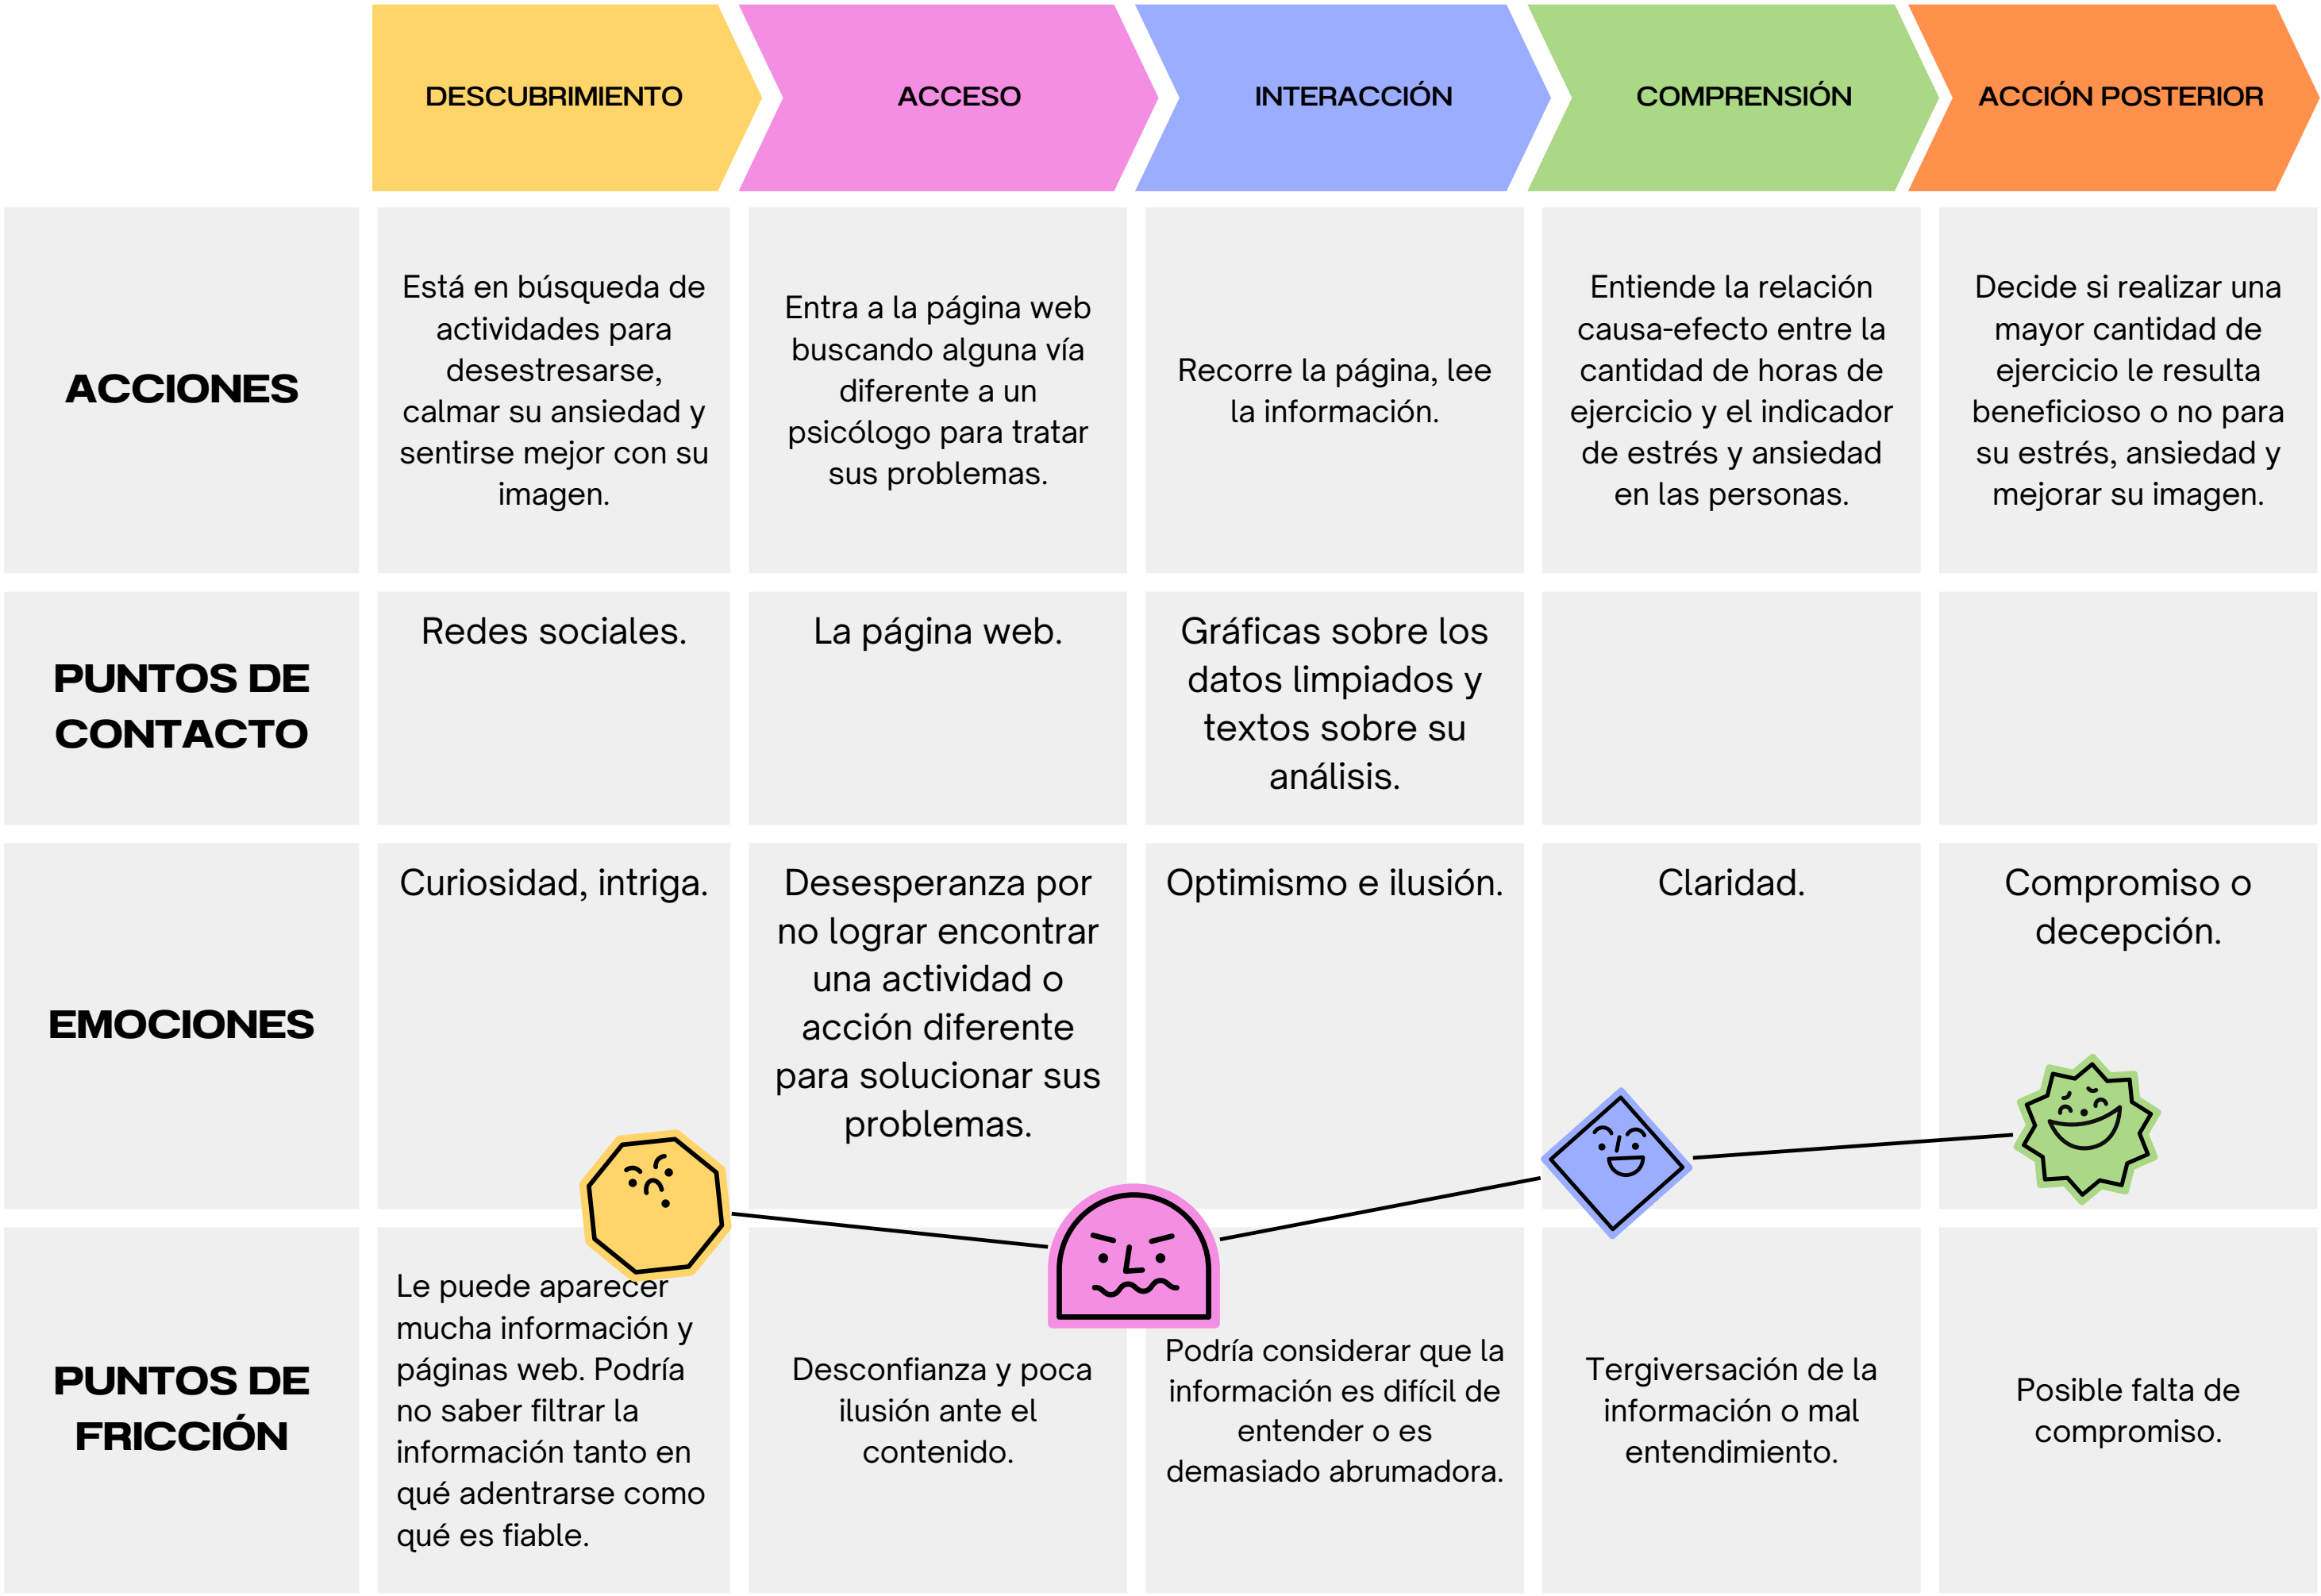 DESCUBRIMIENTO
ACCESO
INTERACCIÓN
COMPRENSIÓN
ACCIÓN POSTERIOR
ACCIONES
Está en búsqueda de
actividades para
desestresarse,
calmar su ansiedad y
sentirse mejor con su
imagen.
Entra a la página web
buscando alguna vía
diferente a un
psicólogo para tratar
sus problemas.
Recorre la página, lee
la información.
Entiende la relación
causa-efecto entre la
cantidad de horas de
ejercicio y el indicador
de estrés y ansiedad
en las personas.
Decide si realizar una
mayor cantidad de
ejercicio le resulta
beneficioso o no para
su estrés, ansiedad y
mejorar su imagen.
PUNTOS DE
CONTACTO
Redes sociales.
La página web.
Gráficas sobre los
datos limpiados y
textos sobre su
análisis.
EMOCIONES
Curiosidad, intriga.
Desesperanza por
no lograr encontrar
una actividad o
acción diferente
para solucionar sus
problemas.
Optimismo e ilusión.
Claridad.
Compromiso o
decepción.
PUNTOS DE
FRICCIÓN
Le puede aparecer
mucha información y
páginas web. Podría
no saber filtrar la
información tanto en
qué adentrarse como
qué es fiable.
Desconfianza y poca
ilusión ante el
contenido.
Podría considerar que la
información es difícil de
entender o es
demasiado abrumadora.
Tergiversación de la
información o mal
entendimiento.
Posible falta de
compromiso.